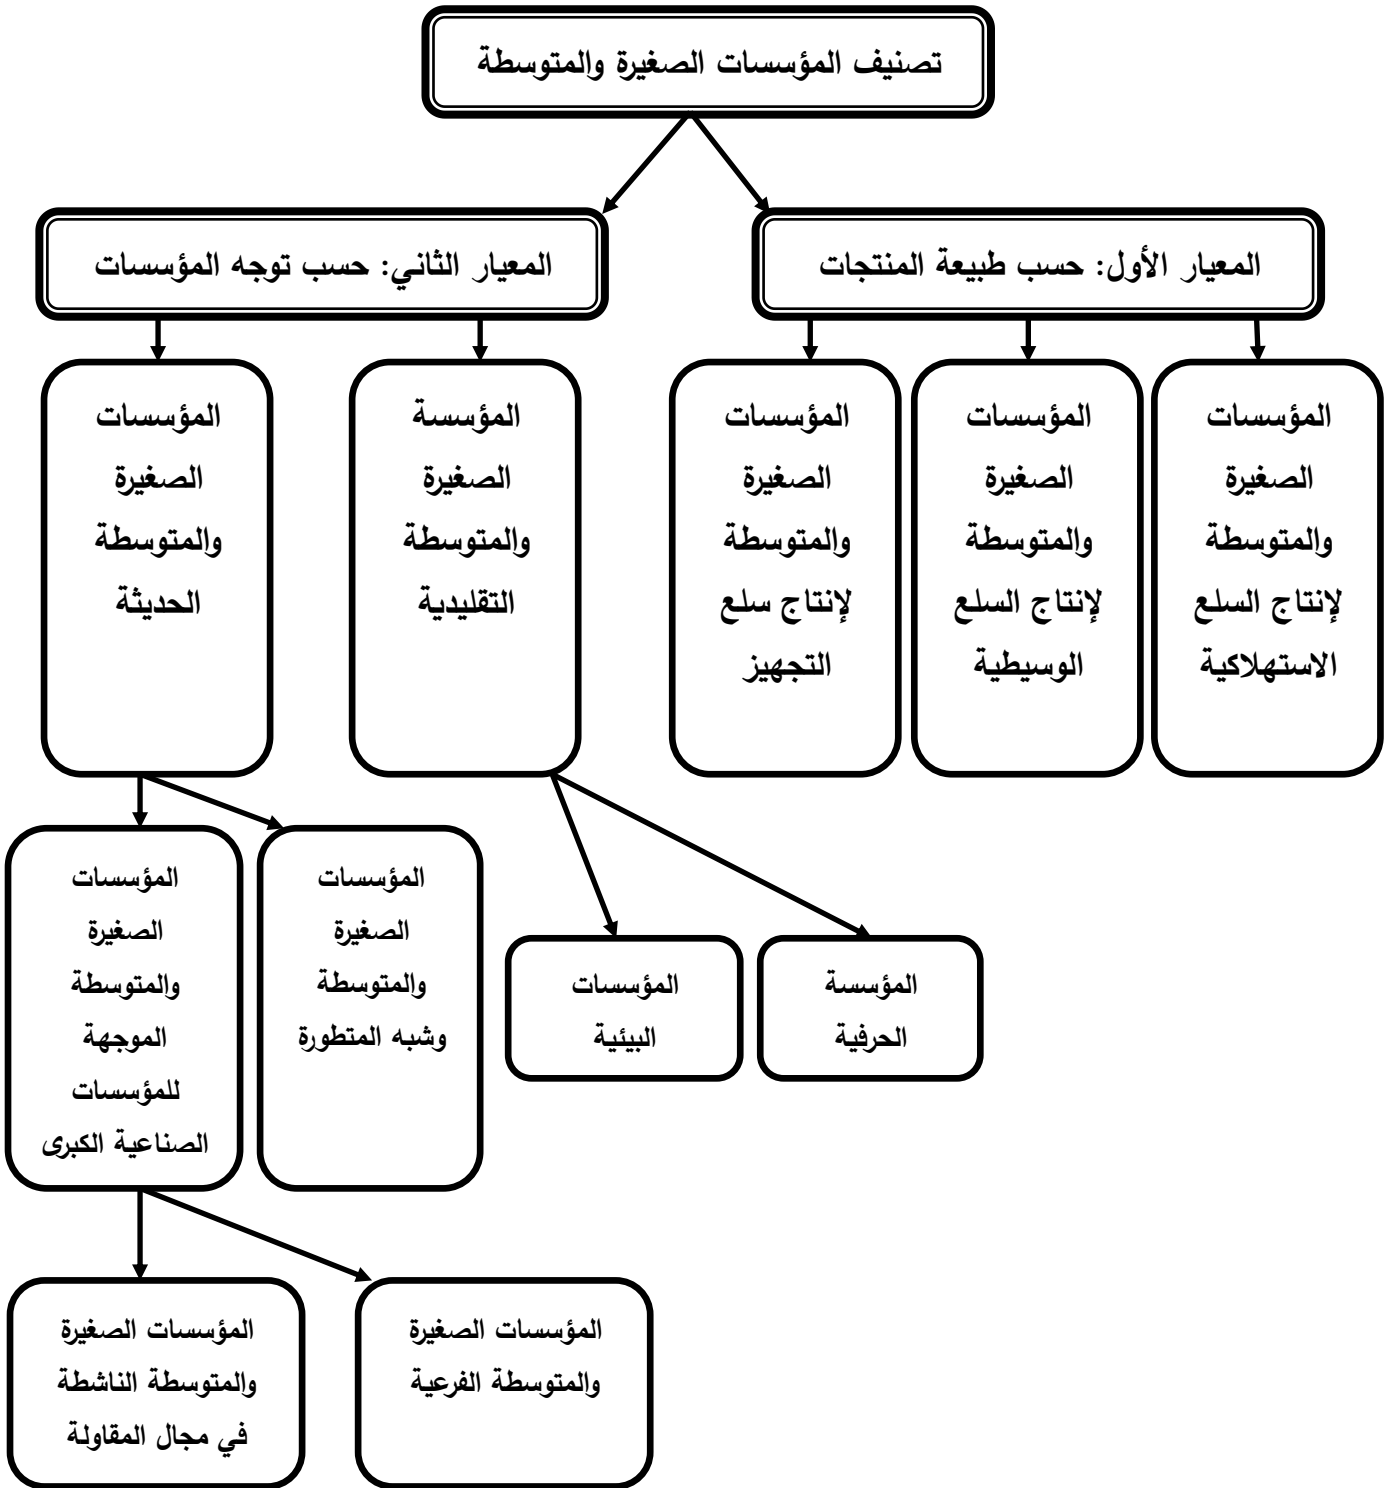 تصنيف المؤسسات الصغيرة والمتوسطة
المعيار الأول: حسب طبيعة المنتجات
المعيار الثاني: حسب توجه المؤسسات
المؤسسات
الصغيرة
والمتوسطة
لإنتاج السلع
الاستهلاكية
المؤسسات
الصغيرة
والمتوسطة
لإنتاج السلع
الوسيطية
المؤسسات
الصغيرة
والمتوسطة
لإنتاج سلع
التجهيز
المؤسسة
الصغيرة
والمتوسطة
التقليدية
المؤسسات
الصغيرة
والمتوسطة
الحديثة
المؤسسة
الحرفية
المؤسسات
البيئية
المؤسسات
الصغيرة
والمتوسطة
وشبه المتطورة
المؤسسات
الصغيرة
والمتوسطة
الموجهة
للمؤسسات
الصناعية الكبرى
المؤسسات الصغيرة
والمتوسطة الفرعية
المؤسسات الصغيرة
والمتوسطة الناشطة
في مجال المقاولة